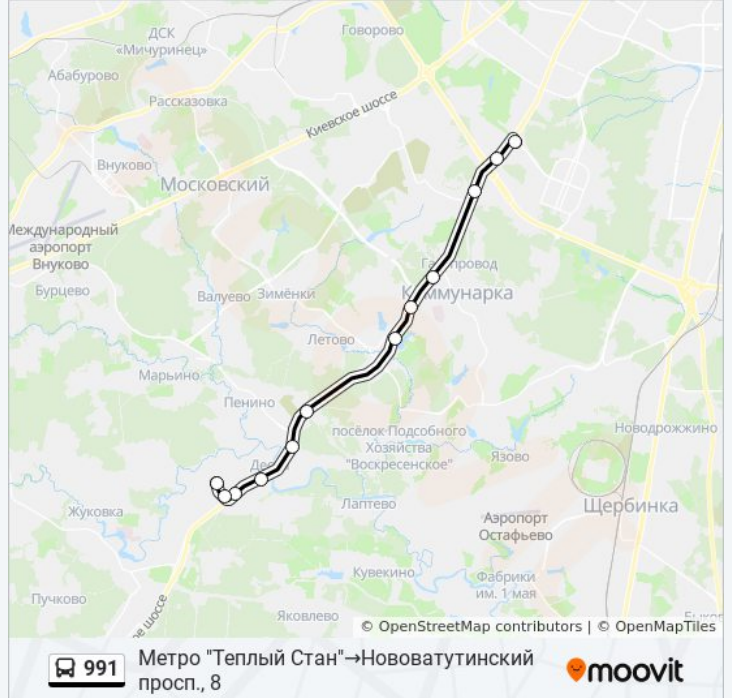 Говорово
ДСК
«Мичуринец»
Абабурово
Рассказовка
Киевское шоссе
Внуково
Московский
Международный
аэропорт
Внуково
Газопровод
Бурцево
Валуево
Зимёнки
Коммунарка
Летово
Марьино
Пенино
посёлок Подсобного
Хозяйства
"Воскресенское"
Новодрожжино
Язово
Жуковка
Лаптево
Щербинка
Аэропорт
Остафьево
Кувекино
Фабрики
им. 1 мая
Пучково
Яковлево
ое шоссе
© OpenStreetMap contributors | © OpenMapTiles
991
Метро "Теплый Стан"→Нововатутинский
просп., 8
moovit